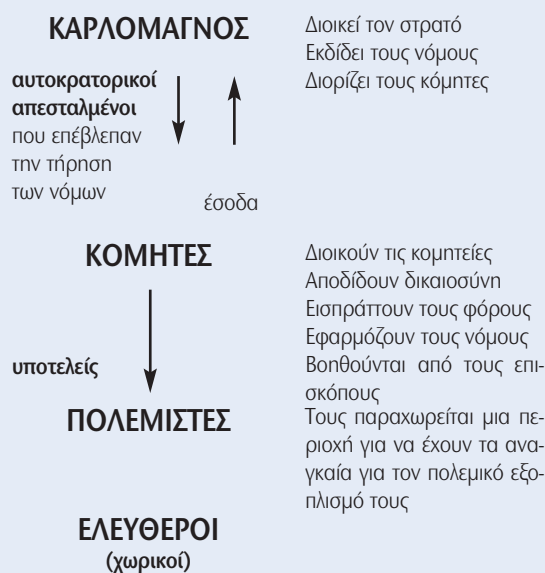 ΚΑΡΛΟΜΑΓΝΟΣ
Διοικεί τον στρατό
Εκδίδει τους νόμους
Διορίζει τους κόμητες
αυτοκρατορικοί
απεσταλμένοι
που επέβλεπαν
την τήρηση
των νόμων
έσοδα
ΚΟΜΗΤΕΣ
Διοικούν τις κομητείες
Αποδίδουν δικαιοσύνη
Εισπράττουν τους φόρους
Εφαρμόζουν τους νόμους
Βοηθούνται από τους επι-
σκόπους
υποτελείς
ΠΟΛΕΜΙΣΤΕΣ
Τους παραχωρείται μια πε-
ριοχή για να έχουν τα ανα-
γκαία για τον πολεμικό εξο-
πλισμό τους
ΕΛΕΥΘΕΡΟΙ
(χωρικοί)